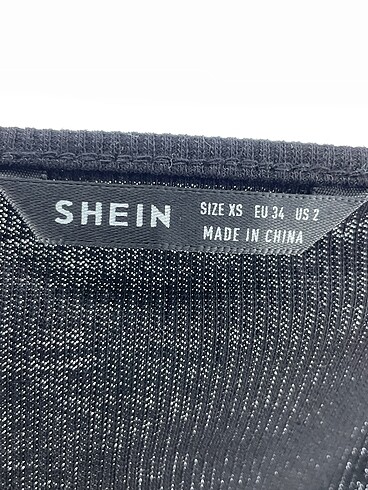 SHEIN
SIZE XS EU 34 US 2
MADE IN CHINA